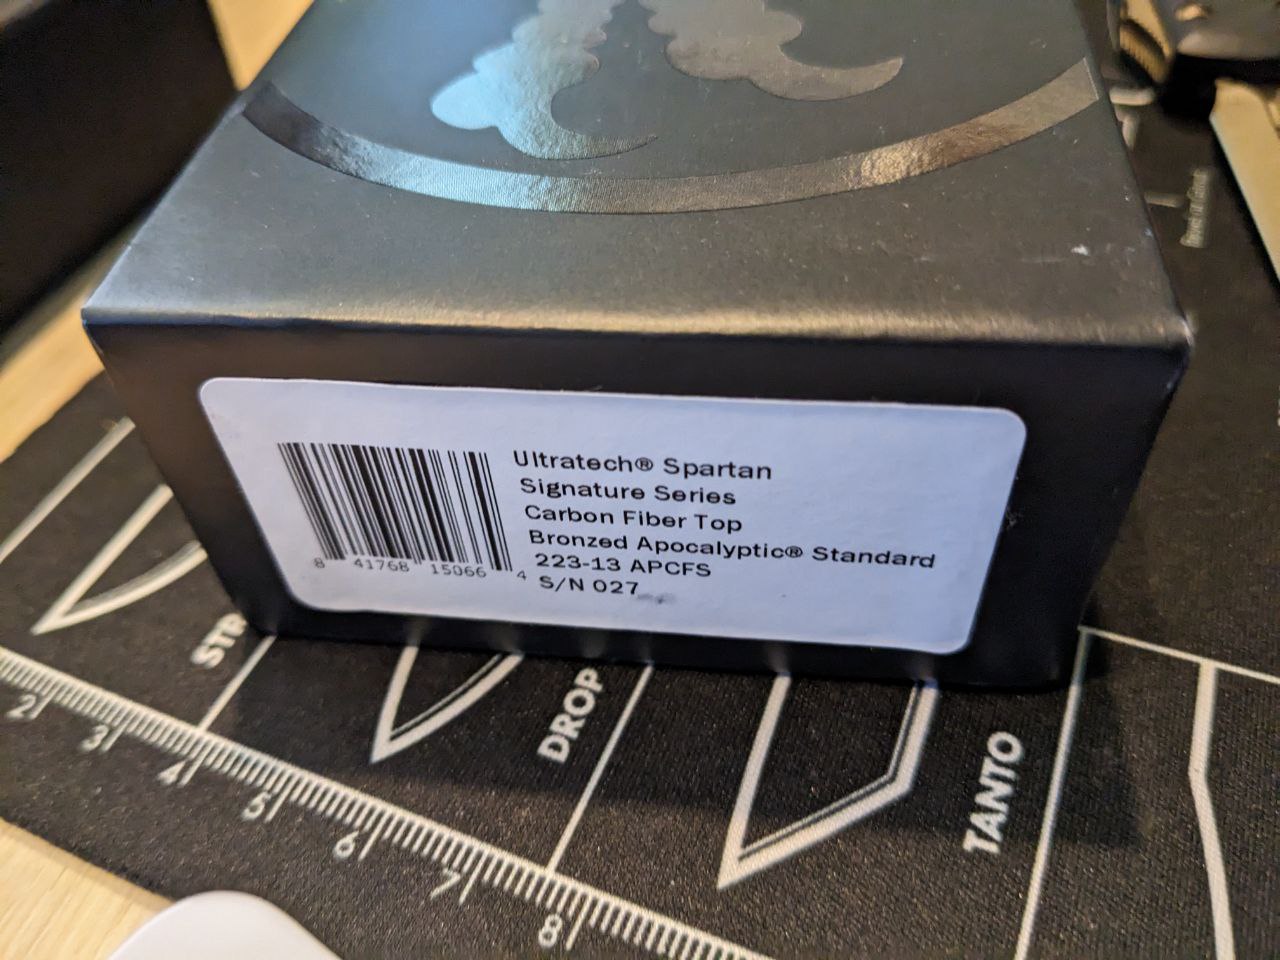 Ultratech® Spartan
Signature Series
Carbon Fiber Top
Bronzed Apocalyptic® Standard
223-13 APCFS
S/N 027
8 41768 15066 4
STR
DROP
TANTO
2 3 4 5 6 7 8